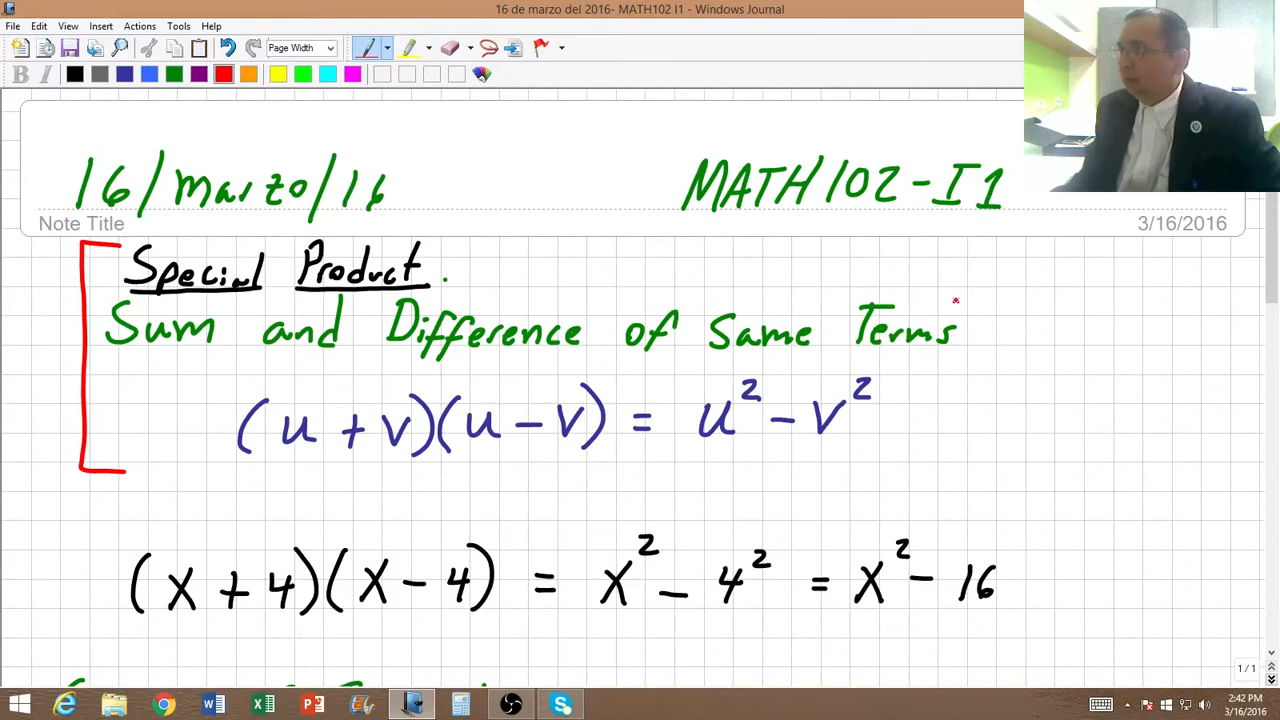 16 de marzo del 2016- MATH102 I1 - Windows Journal
File Edit View Insert Actions Tools Help
Page Width
B I
16/marzo/16 MATH102-I1
Note Title 3/16/2016
Special Product.
Sum and Difference of Same Terms
(u + v)(u - v) = u² - v²
(x + 4)(x - 4) = x² - 4² = x² - 16
1 / 1
2:42 PM
3/16/2016